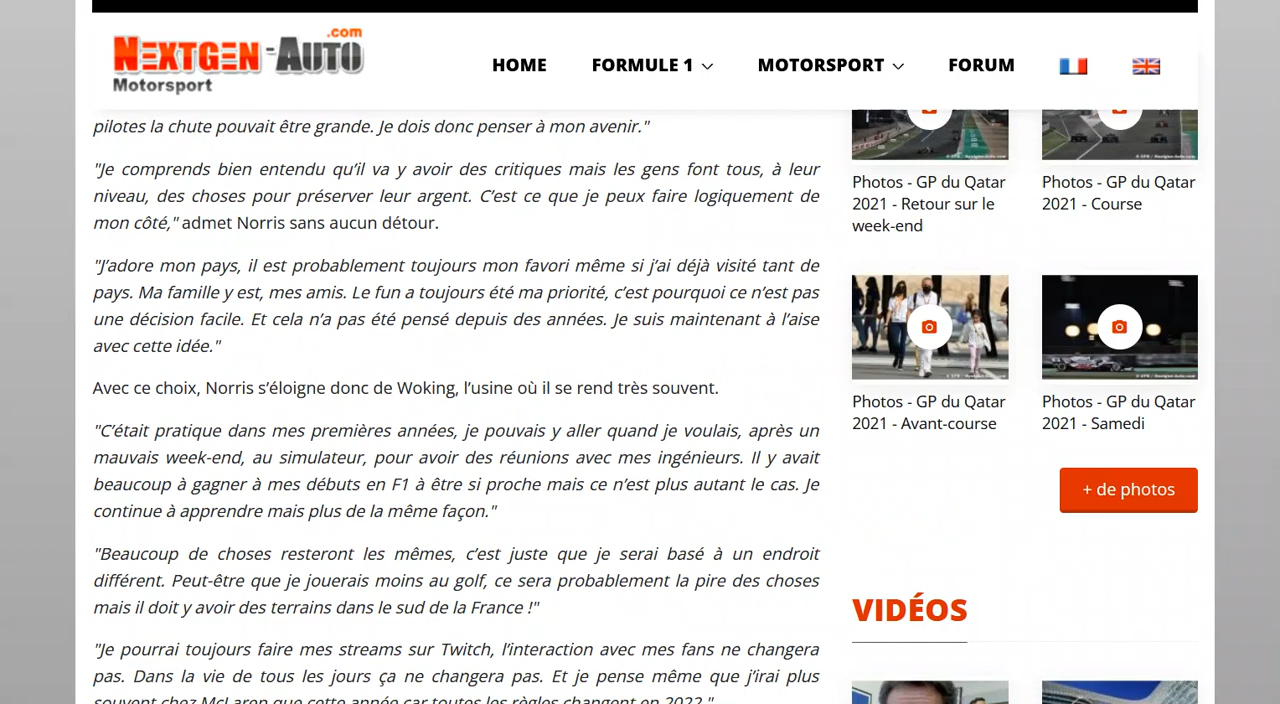 .com
NEXTGEN-AUTO
Motorsport
HOME
FORMULE 1
MOTORSPORT
FORUM
pilotes la chute pouvait être grande. Je dois donc penser à mon avenir."
"Je comprends bien entendu qu’il va y avoir des critiques mais les gens font tous, à leur
niveau, des choses pour préserver leur argent. C’est ce que je peux faire logiquement de
mon côté," admet Norris sans aucun détour.
"J’adore mon pays, il est probablement toujours mon favori même si j’ai déjà visité tant de
pays. Ma famille y est, mes amis. Le fun a toujours été ma priorité, c’est pourquoi ce n’est pas
une décision facile. Et cela n’a pas été pensé depuis des années. Je suis maintenant à l’aise
avec cette idée."
Avec ce choix, Norris s’éloigne donc de Woking, l’usine où il se rend très souvent.
"C’était pratique dans mes premières années, je pouvais y aller quand je voulais, après un
mauvais week-end, au simulateur, pour avoir des réunions avec mes ingénieurs. Il y avait
beaucoup à gagner à mes débuts en F1 à être si proche mais ce n’est plus autant le cas. Je
continue à apprendre mais plus de la même façon."
"Beaucoup de choses resteront les mêmes, c’est juste que je serai basé à un endroit
différent. Peut-être que je jouerais moins au golf, ce sera probablement la pire des choses
mais il doit y avoir des terrains dans le sud de la France !"
"Je pourrai toujours faire mes streams sur Twitch, l’interaction avec mes fans ne changera
pas. Dans la vie de tous les jours ça ne changera pas. Et je pense même que j’irai plus
souvent chez McLaren que cette année car toutes les règles changent en 2022."
Photos - GP du Qatar
2021 - Retour sur le
week-end
Photos - GP du Qatar
2021 - Course
Photos - GP du Qatar
2021 - Avant-course
Photos - GP du Qatar
2021 - Samedi
+ de photos
VIDÉOS